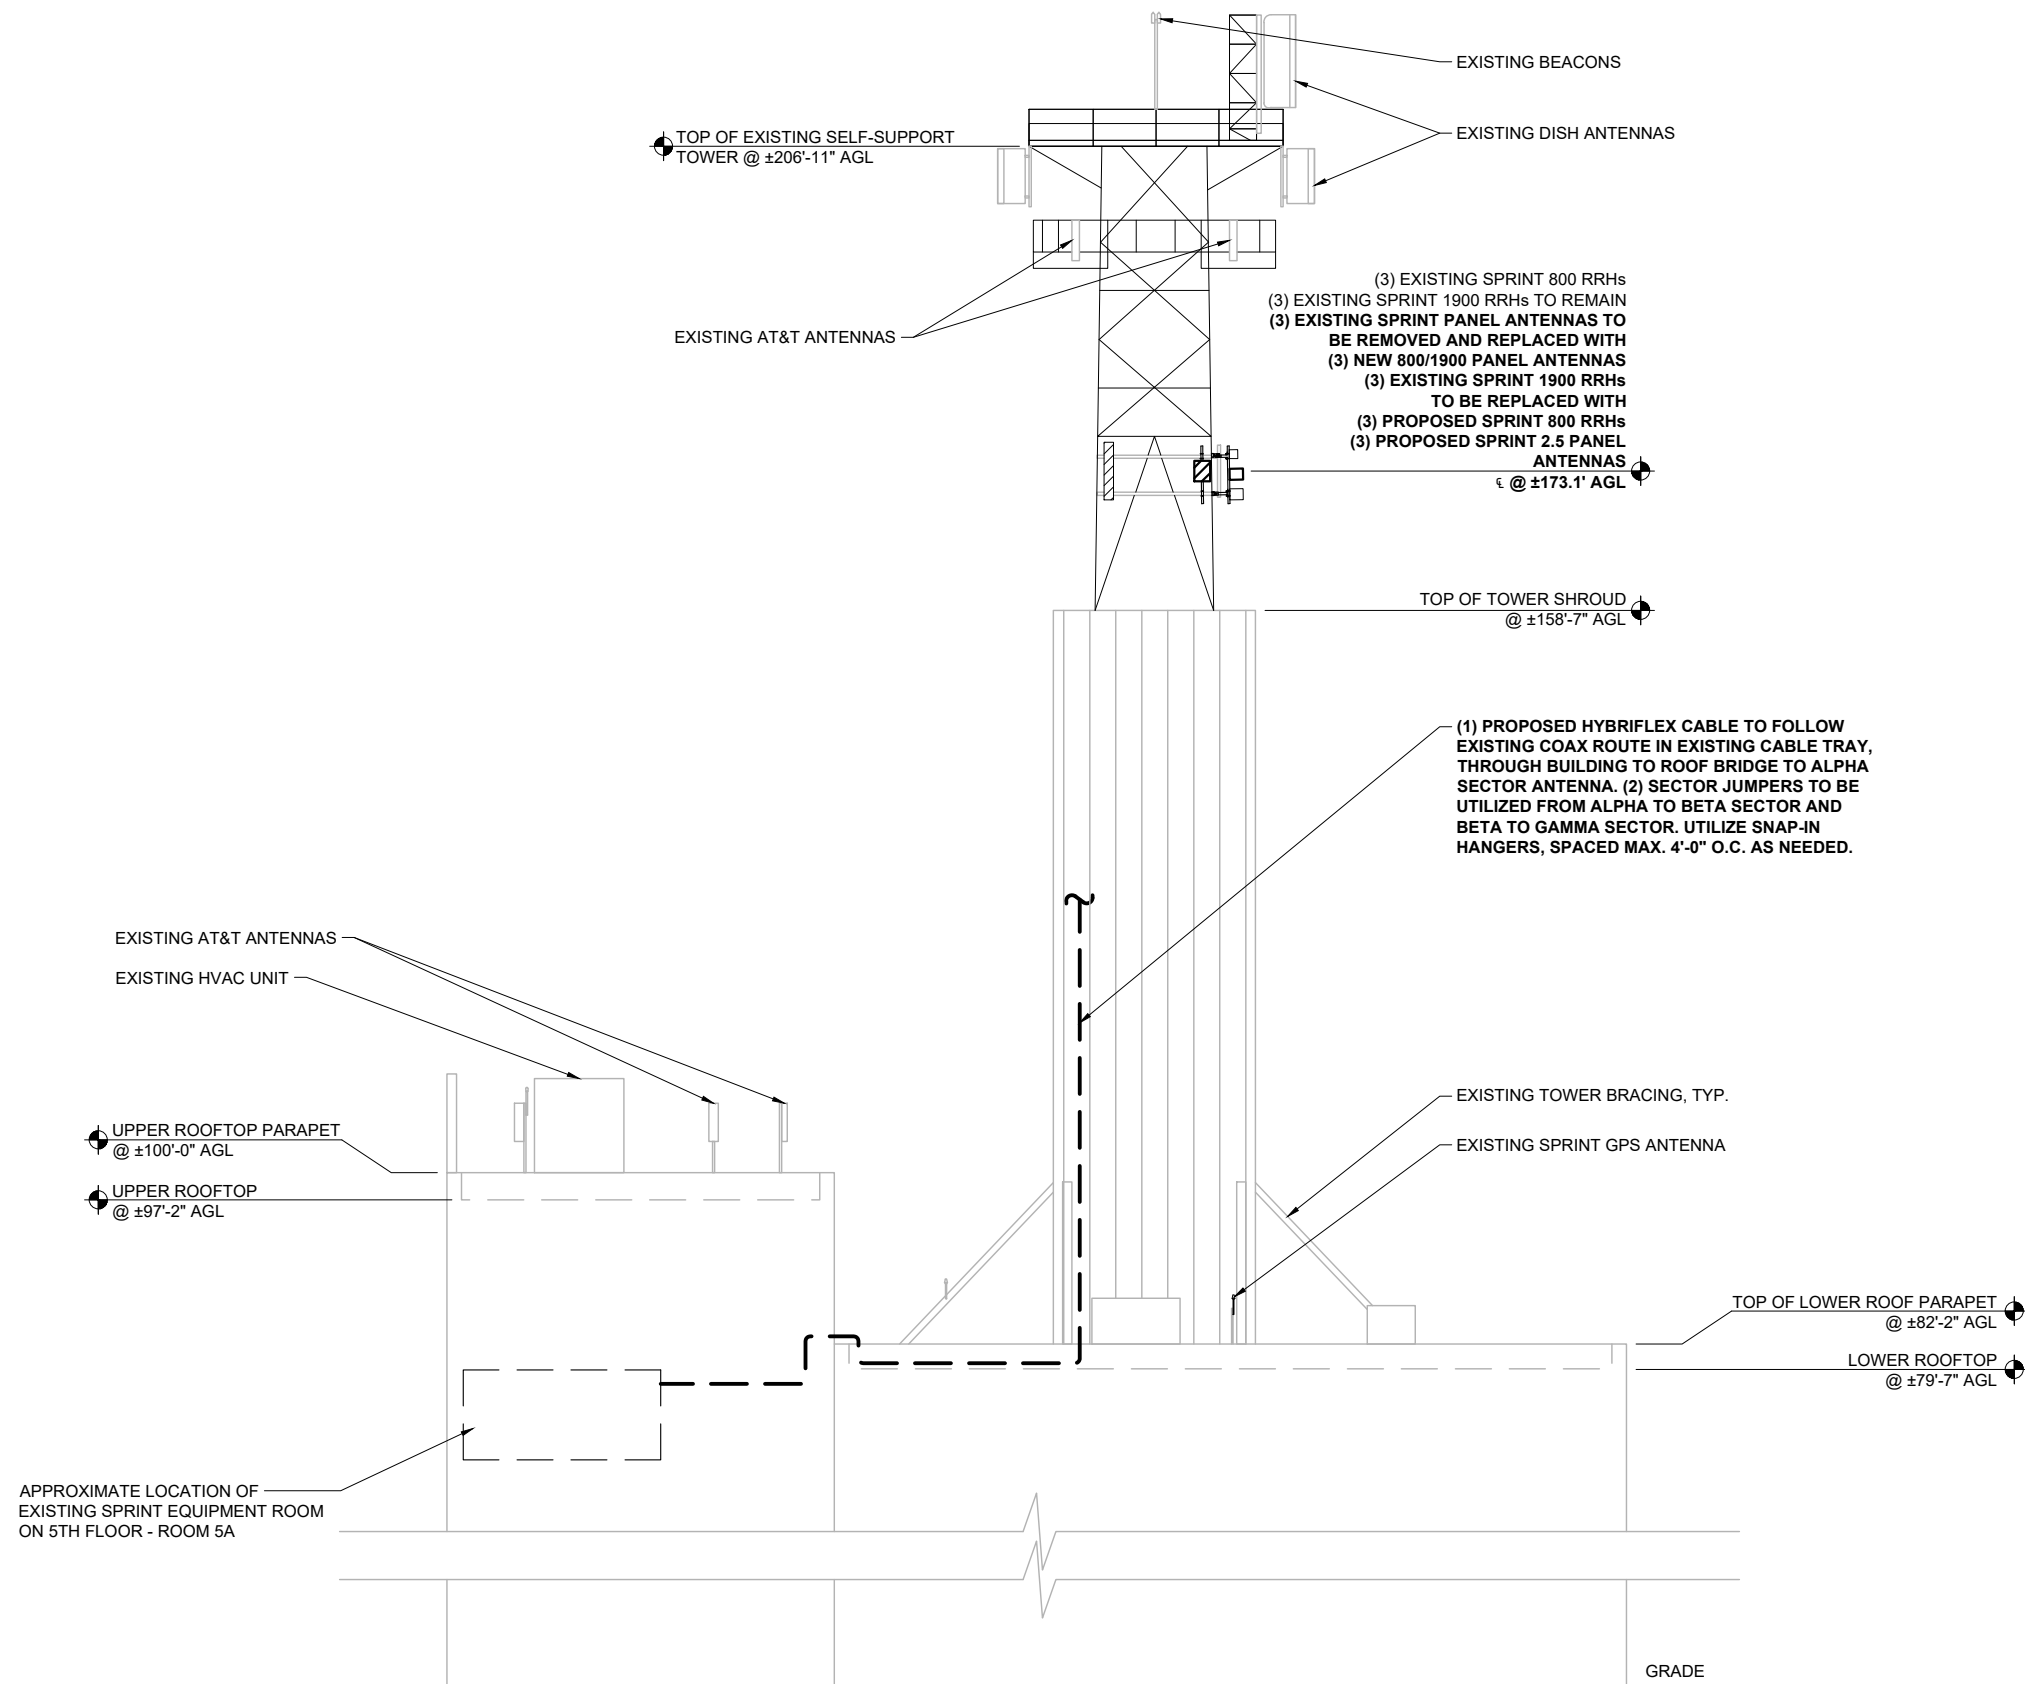 EXISTING BEACONS
EXISTING DISH ANTENNAS
TOP OF EXISTING SELF-SUPPORT
TOWER @ ±206'-11" AGL
EXISTING AT&T ANTENNAS
(3) EXISTING SPRINT 800 RRHs
(3) EXISTING SPRINT 1900 RRHs TO REMAIN
(3) EXISTING SPRINT PANEL ANTENNAS TO
BE REMOVED AND REPLACED WITH
(3) NEW 800/1900 PANEL ANTENNAS
(3) EXISTING SPRINT 1900 RRHs
TO BE REPLACED WITH
(3) PROPOSED SPRINT 800 RRHs
(3) PROPOSED SPRINT 2.5 PANEL
ANTENNAS
℄ @ ±173.1' AGL
TOP OF TOWER SHROUD
@ ±158'-7" AGL
(1) PROPOSED HYBRIFLEX CABLE TO FOLLOW
EXISTING COAX ROUTE IN EXISTING CABLE TRAY,
THROUGH BUILDING TO ROOF BRIDGE TO ALPHA
SECTOR ANTENNA. (2) SECTOR JUMPERS TO BE
UTILIZED FROM ALPHA TO BETA SECTOR AND
BETA TO GAMMA SECTOR. UTILIZE SNAP-IN
HANGERS, SPACED MAX. 4'-0" O.C. AS NEEDED.
EXISTING AT&T ANTENNAS
EXISTING HVAC UNIT
UPPER ROOFTOP PARAPET
@ ±100'-0" AGL
UPPER ROOFTOP
@ ±97'-2" AGL
EXISTING TOWER BRACING, TYP.
EXISTING SPRINT GPS ANTENNA
TOP OF LOWER ROOF PARAPET
@ ±82'-2" AGL
LOWER ROOFTOP
@ ±79'-7" AGL
APPROXIMATE LOCATION OF
EXISTING SPRINT EQUIPMENT ROOM
ON 5TH FLOOR - ROOM 5A
GRADE